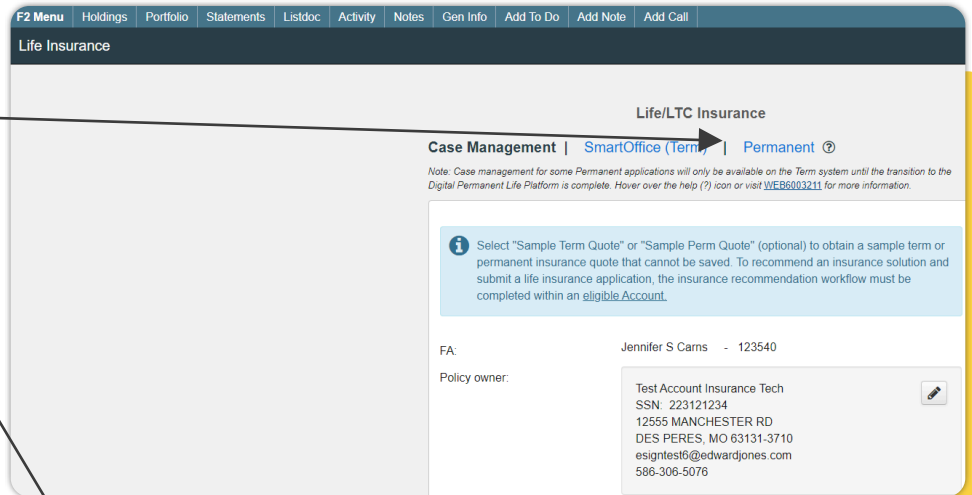 F2 Menu Holdings Portfolio Statements Listdoc Activity Notes Gen Info Add To Do Add Note Add Call
Life Insurance
Life/LTC Insurance
Case Management | SmartOffice (Term) | Permanent ?
Note: Case management for some Permanent applications will only be available on the Term system until the transition to the
Digital Permanent Life Platform is complete. Hover over the help (?) icon or visit WEB6003211 for more information.
Select "Sample Term Quote" or "Sample Perm Quote" (optional) to obtain a sample term or
permanent insurance quote that cannot be saved. To recommend an insurance solution and
submit a life insurance application, the insurance recommendation workflow must be
completed within an eligible Account.
FA: Jennifer S Carns - 123540
Policy owner:
Test Account Insurance Tech
SSN: 223121234
12555 MANCHESTER RD
DES PERES, MO 63131-3710
esigntest6@edwardjones.com
586-306-5076